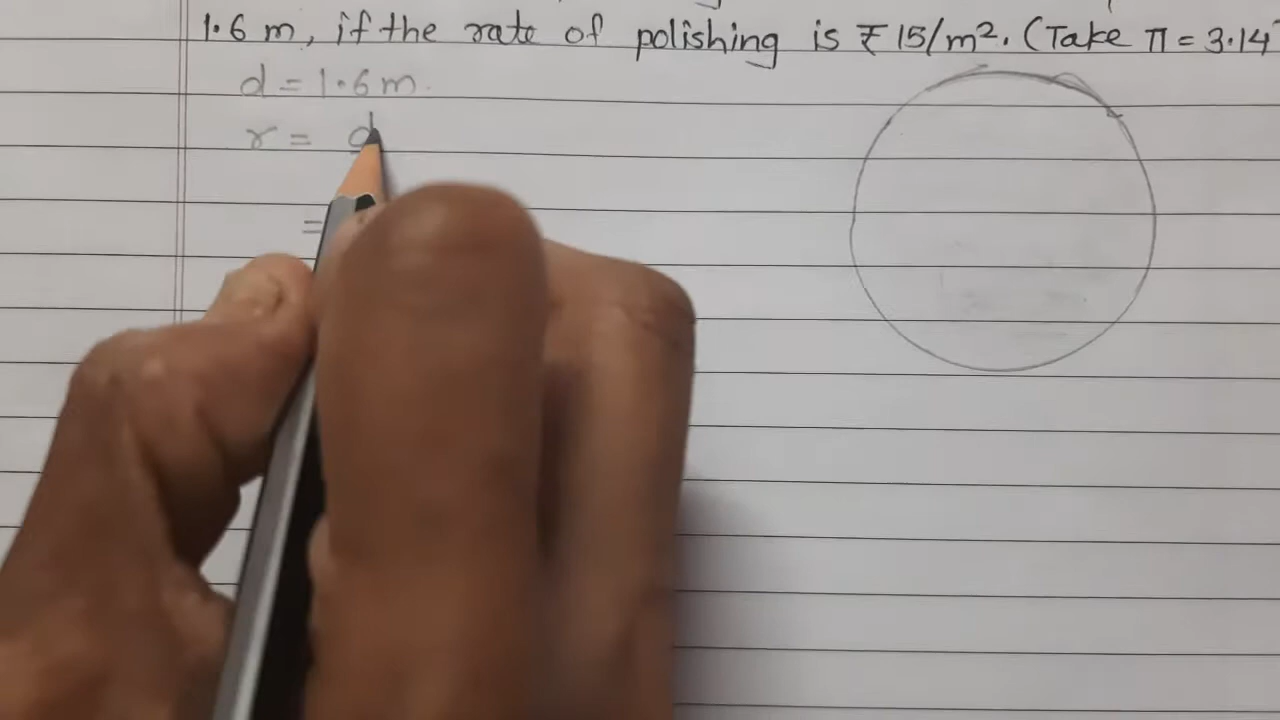 1.6 m, if the rate of polishing is ₹ 15/m². (Take π = 3.14
d = 1.6 m.
r = d
=